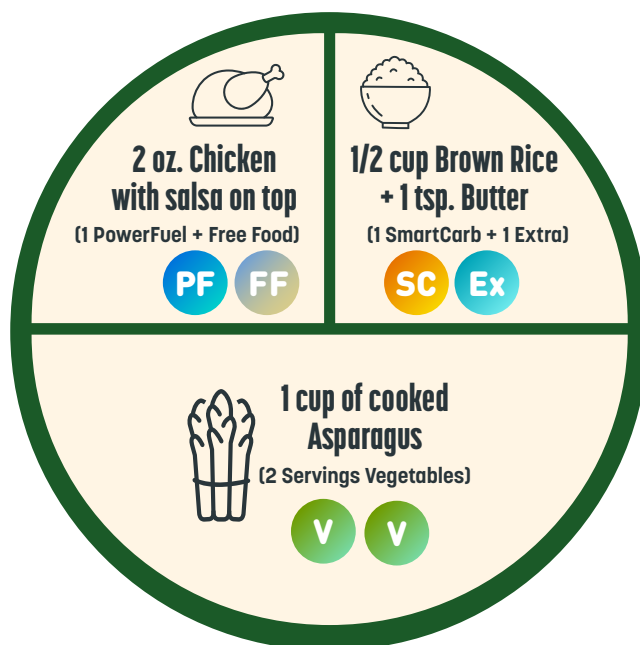 2 oz. Chicken
with salsa on top
(1 PowerFuel + Free Food)
PF FF
1/2 cup Brown Rice
+ 1 tsp. Butter
(1 SmartCarb + 1 Extra)
SC Ex
1 cup of cooked
Asparagus
(2 Servings Vegetables)
V V